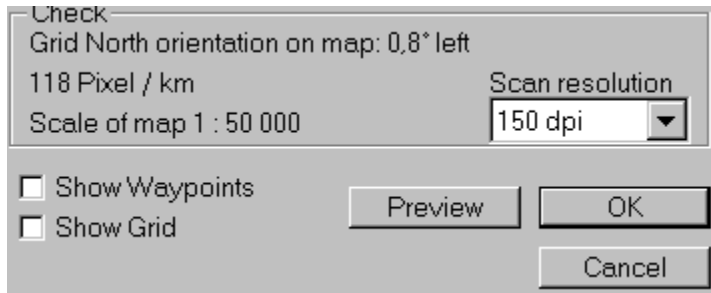 Check
Grid North orientation on map: 0,8° left
118 Pixel / km
Scan resolution
Scale of map 1 : 50 000
150 dpi
Show Waypoints
Preview
OK
Show Grid
Cancel